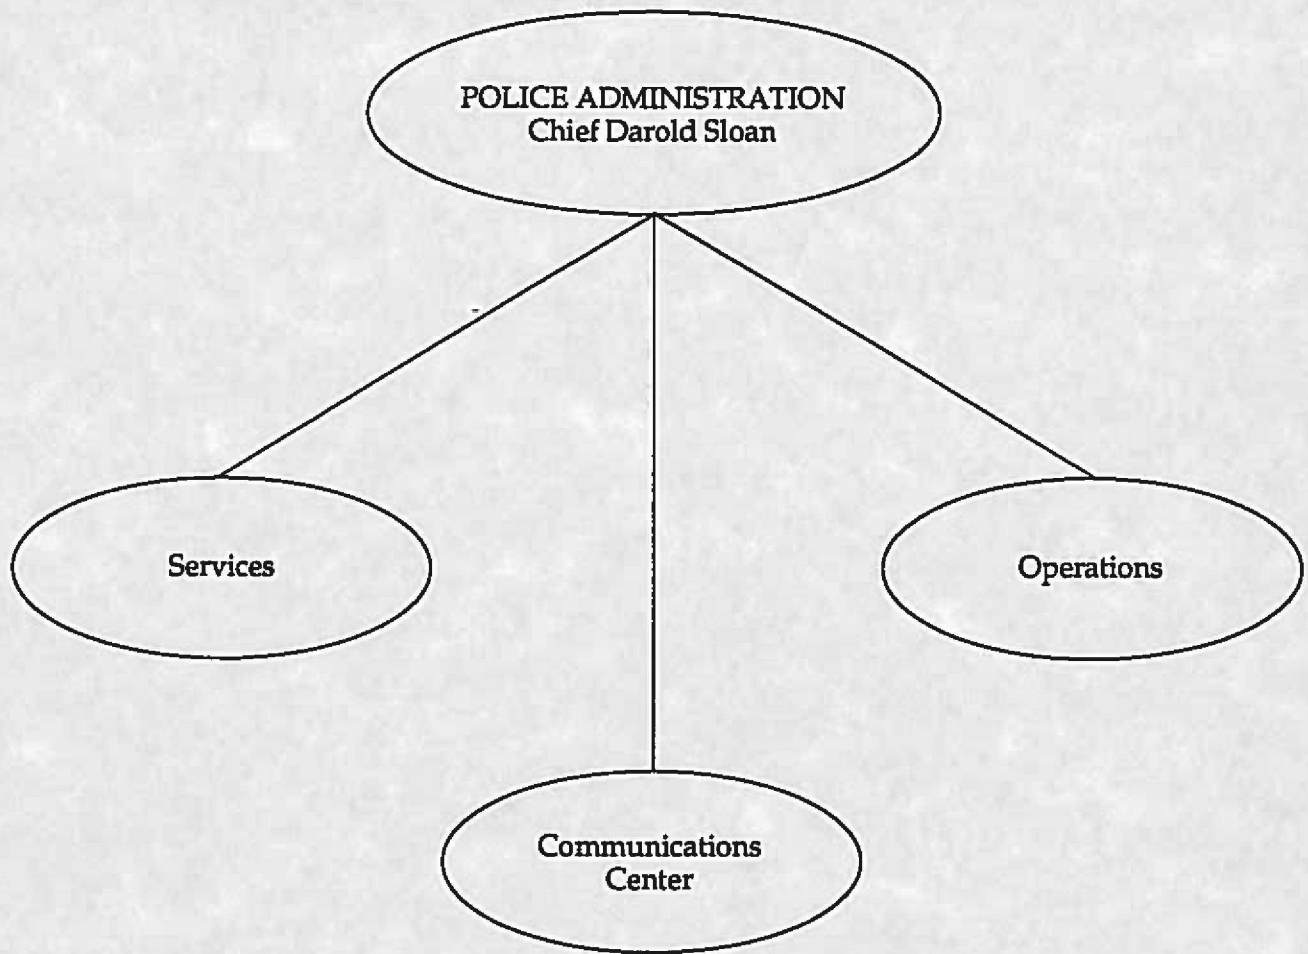 POLICE ADMINISTRATION
Chief Darold Sloan
Services
Operations
Communications
Center